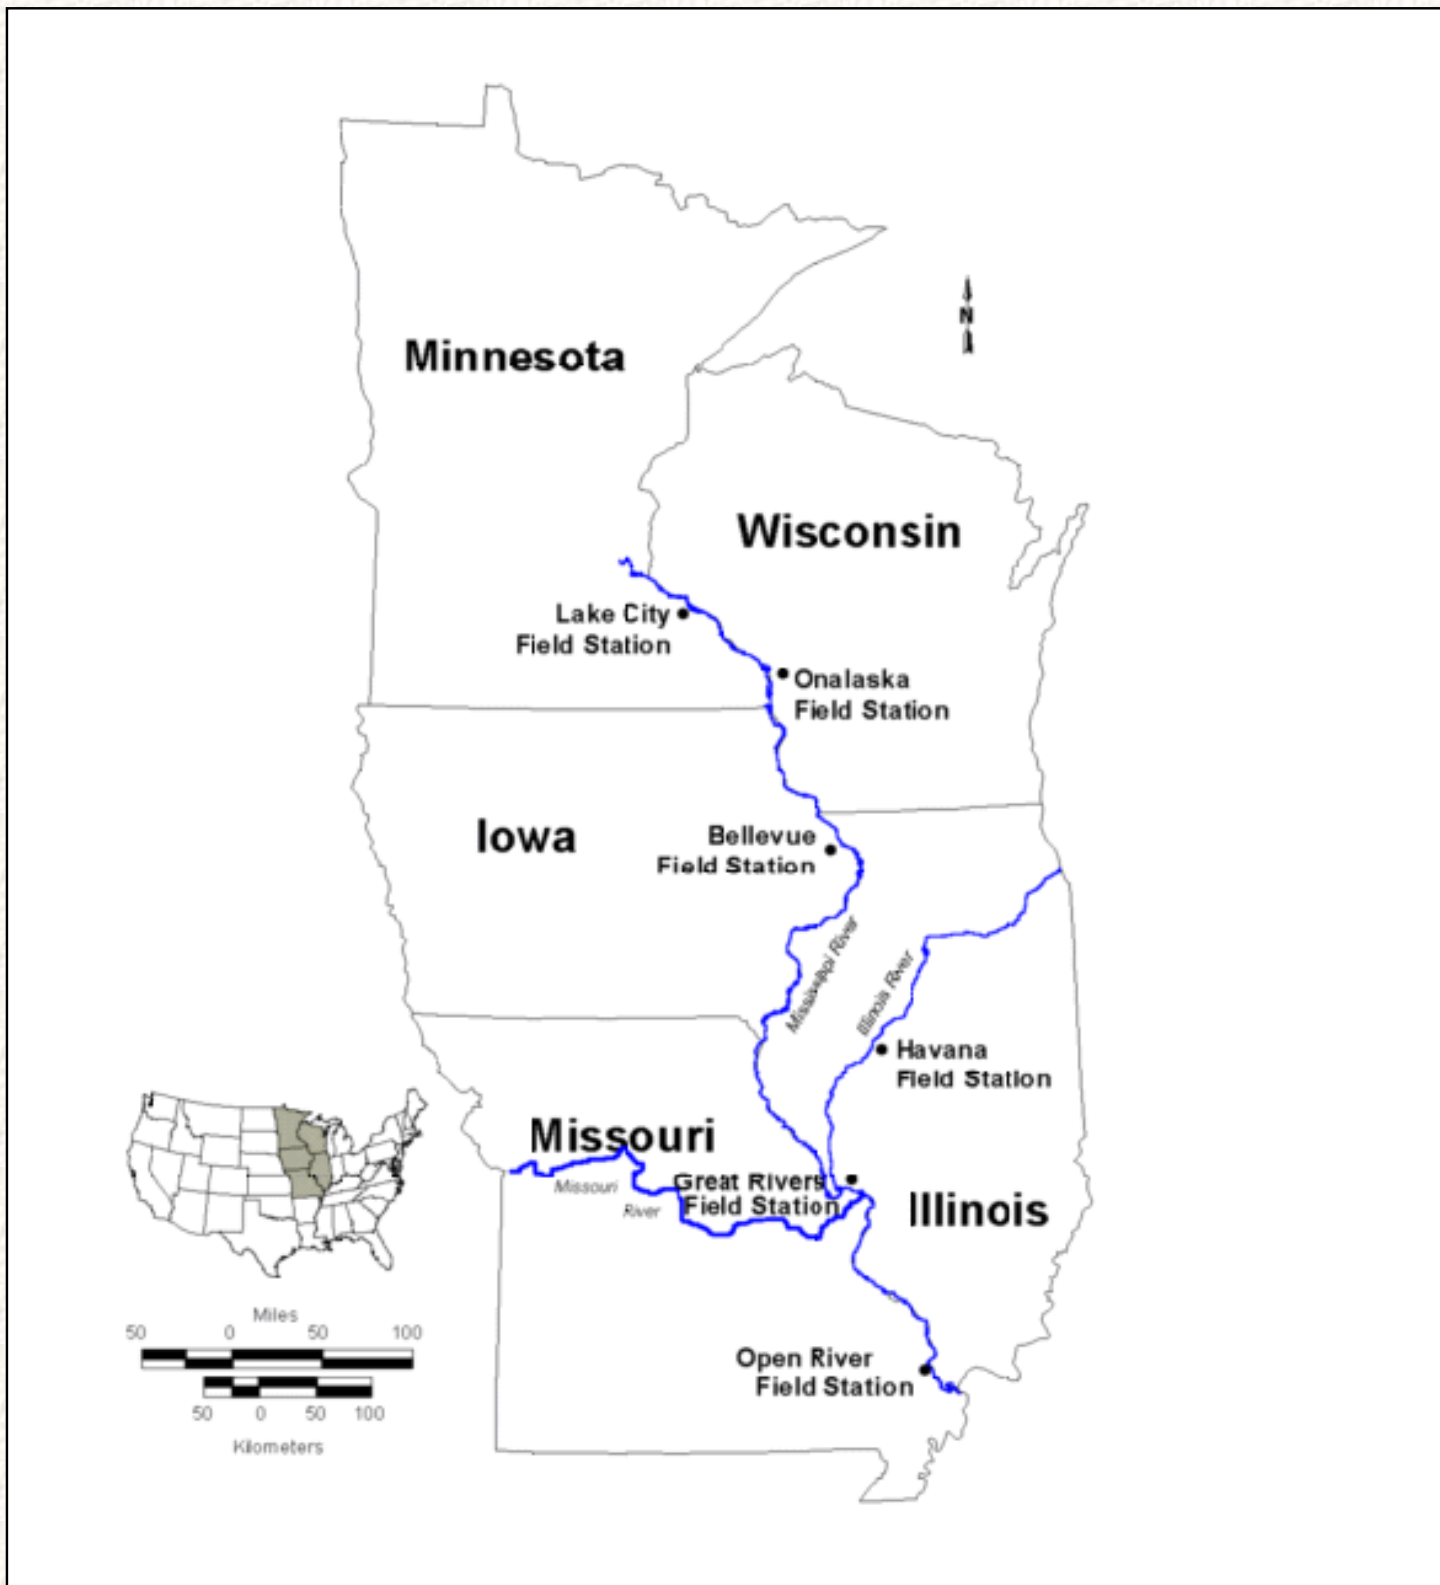 Minnesota
N
Wisconsin
Lake City
Field Station
Onalaska
Field Station
Iowa
Bellevue
Field Station
Mississippi River
Illinois River
Havana
Field Station
Missouri
Missouri
River
Great Rivers
Field Station
Illinois
Open River
Field Station
Miles
50 0 50 100
50 0 50 100
Kilometers